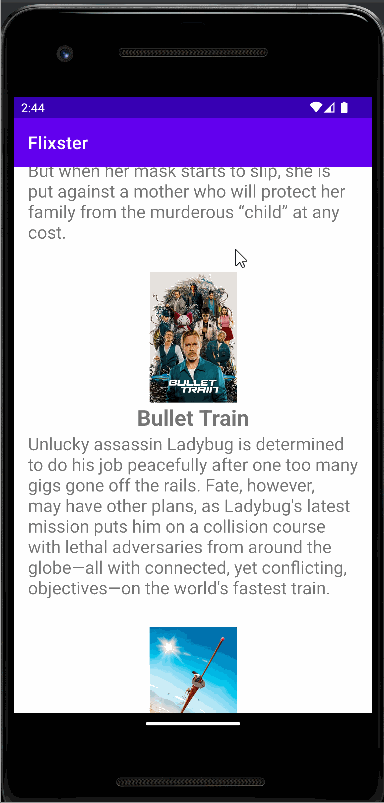 2:44
Flixster
But when her mask starts to slip, she is
put against a mother who will protect her
family from the murderous “child” at any
cost.
BULLET
TRAIN
Bullet Train
Unlucky assassin Ladybug is determined
to do his job peacefully after one too many
gigs gone off the rails. Fate, however,
may have other plans, as Ladybug's latest
mission puts him on a collision course
with lethal adversaries from around the
globe—all with connected, yet conflicting,
objectives—on the world's fastest train.